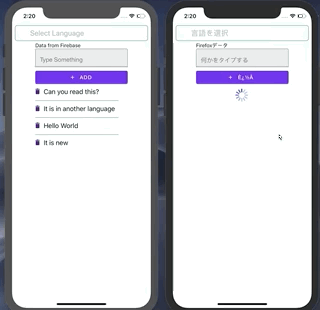 2:20
Select Language
Data from Firebase
Type Something
+ ADD
Can you read this?
It is in another language
Hello World
It is new
2:20
言語を選択
Firefoxデータ
何かをタイプする
+ È¿½À